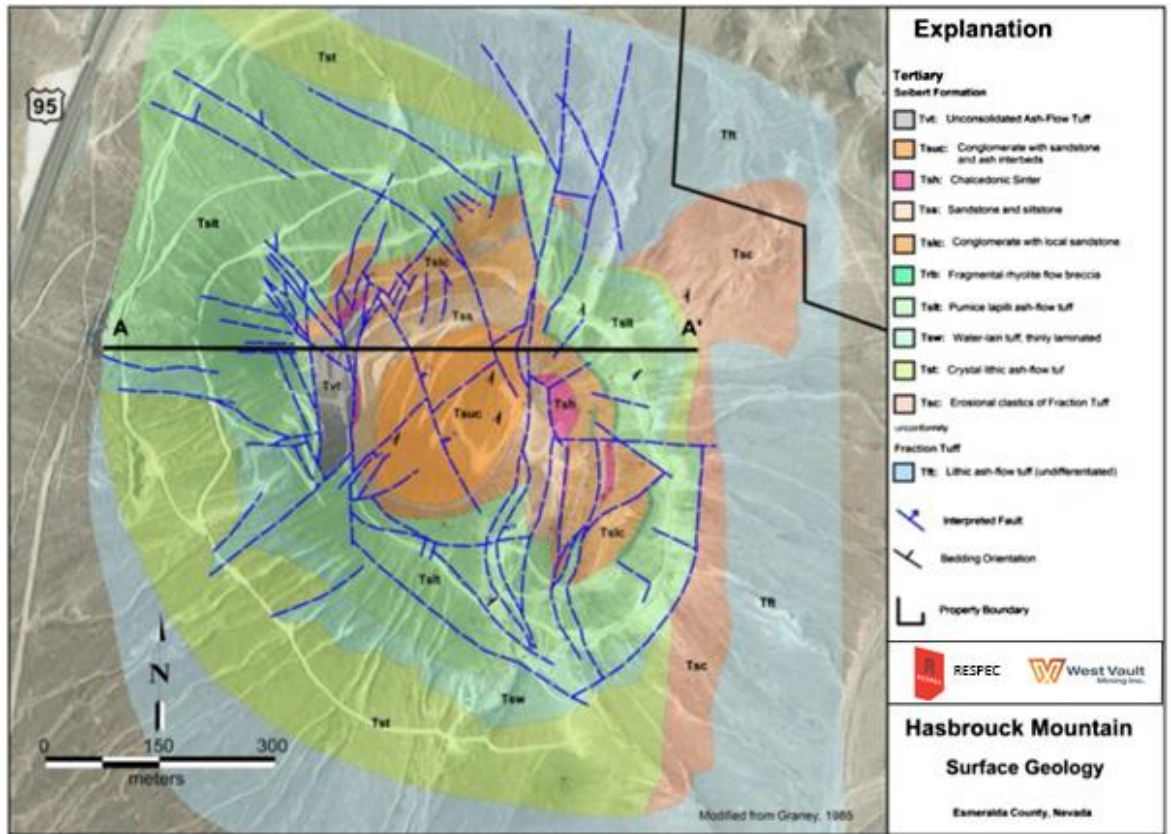 Explanation
Tertiary
Seibert Formation
Tvt: Unconsolidated Ash-Flow Tuff
Tsuc: Conglomerate with sandstone
and ash interbeds
Tsh: Chalcedonic Sinter
Tss: Sandstone and siltstone
Tslc: Conglomerate with local sandstone
Trb: Fragmental rhyolite flow breccia
Tslt: Pumice lapilli ash-flow tuff
Tsw: Water-lain tuff, thinly laminated
Tst: Crystal lithic ash-flow tuf
Tsc: Erosional clastics of Fraction Tuff
unconformity
Fraction Tuff
Tft: Lithic ash-flow tuff (undifferentiated)
Interpreted Fault
Bedding Orientation
Property Boundary
RESPEC
RESPEC
West Vault
Mining Inc.
Hasbrouck Mountain
Surface Geology
Esmeralda County, Nevada
95
Tst
Tft
Tslt
Tsc
Tslc
Tss
Tslt
A
A'
Tvt
Tsuc
Tsh
Tslc
Tslt
Tft
Tsc
Tsw
Tst
N
0 150 300
meters
Modified from Graney, 1985